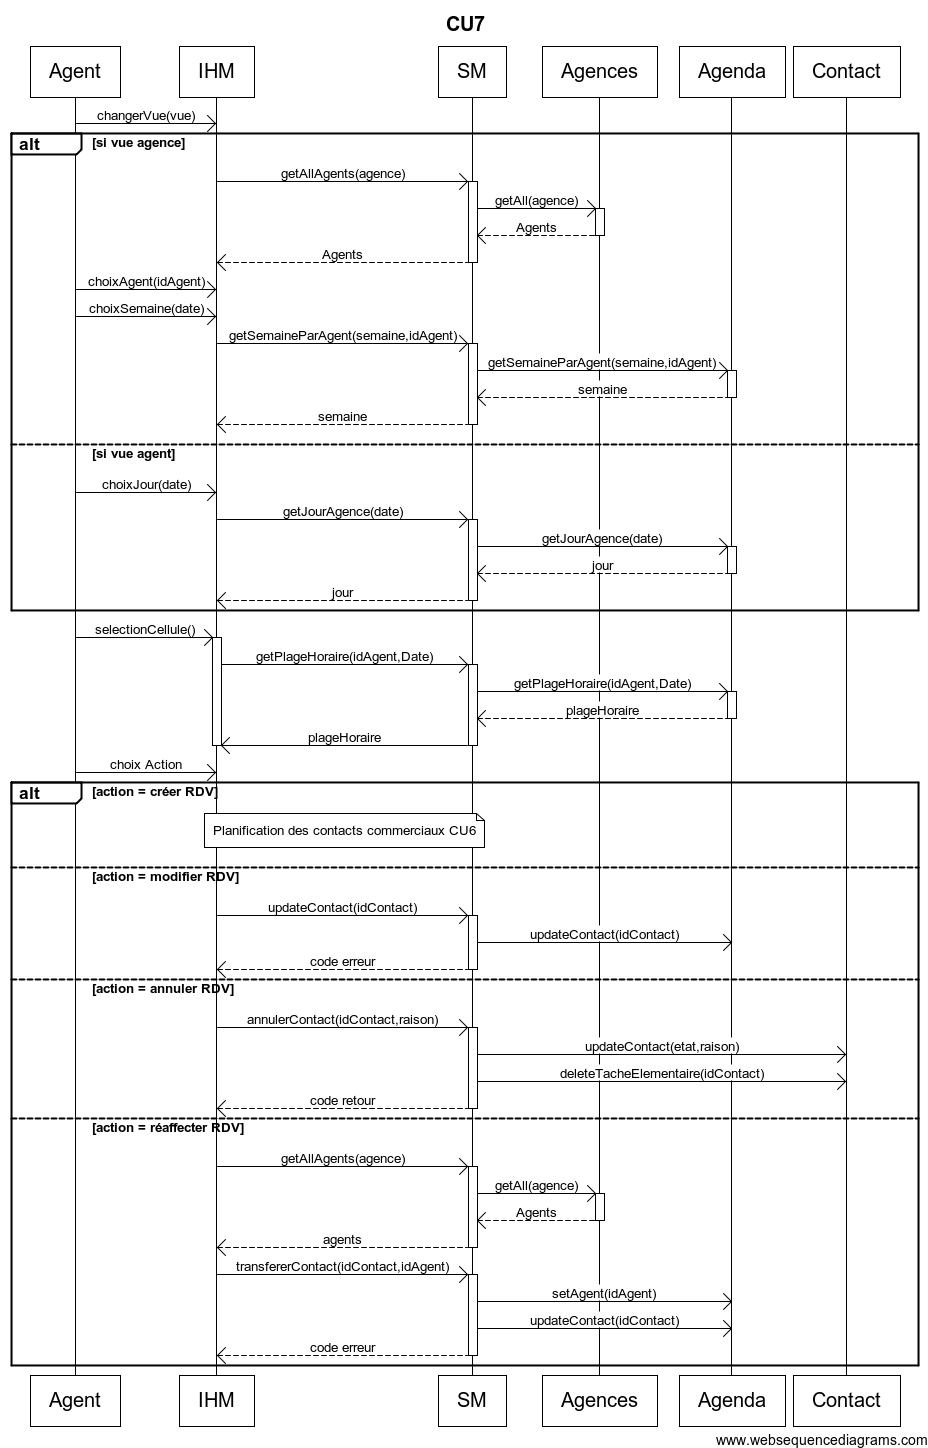 CU7
Agent
IHM
SM
Agences
Agenda
Contact
changerVue(vue)
alt
[si vue agence]
getAllAgents(agence)
getAll(agence)
Agents
Agents
choixAgent(idAgent)
choixSemaine(date)
getSemaineParAgent(semaine,idAgent)
getSemaineParAgent(semaine,idAgent)
semaine
semaine
[si vue agent]
choixJour(date)
getJourAgence(date)
getJourAgence(date)
jour
jour
selectionCellule()
getPlageHoraire(idAgent,Date)
getPlageHoraire(idAgent,Date)
plageHoraire
plageHoraire
choix Action
alt
[action = créer RDV]
Planification des contacts commerciaux CU6
[action = modifier RDV]
updateContact(idContact)
updateContact(idContact)
code erreur
[action = annuler RDV]
annulerContact(idContact,raison)
updateContact(etat,raison)
deleteTacheElementaire(idContact)
code retour
[action = réaffecter RDV]
getAllAgents(agence)
getAll(agence)
Agents
agents
transfererContact(idContact,idAgent)
setAgent(idAgent)
updateContact(idContact)
code erreur
Agent
IHM
SM
Agences
Agenda
Contact
www.websequencediagrams.com